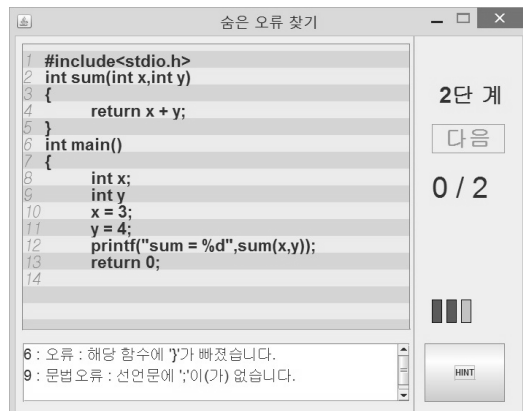 숨은 오류 찾기
1 #include<stdio.h>
2 int sum(int x,int y)
3 {
4 return x + y;
5 }
6 int main()
7 {
8 int x;
9 int y
10 x = 3;
11 y = 4;
12 printf("sum = %d",sum(x,y));
13 return 0;
14
2단 계
다음
0 / 2
6 : 오류 : 해당 함수에 '}'가 빠졌습니다.
9 : 문법오류 : 선언문에 ';'이(가) 없습니다.
HINT